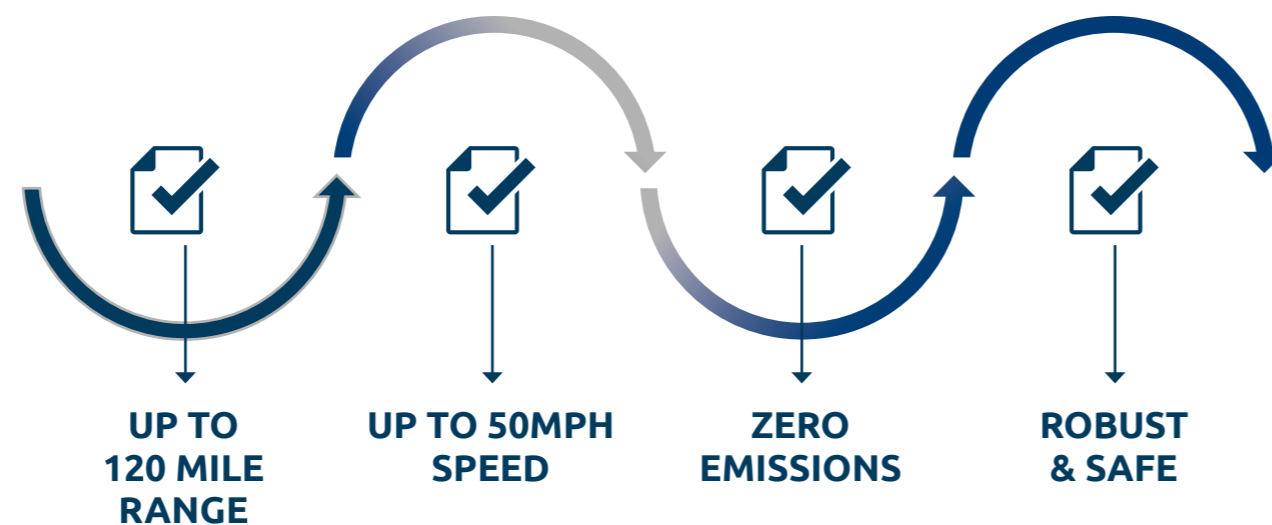 UP TO
120 MILE
RANGE
UP TO 50MPH
SPEED
ZERO
EMISSIONS
ROBUST
& SAFE